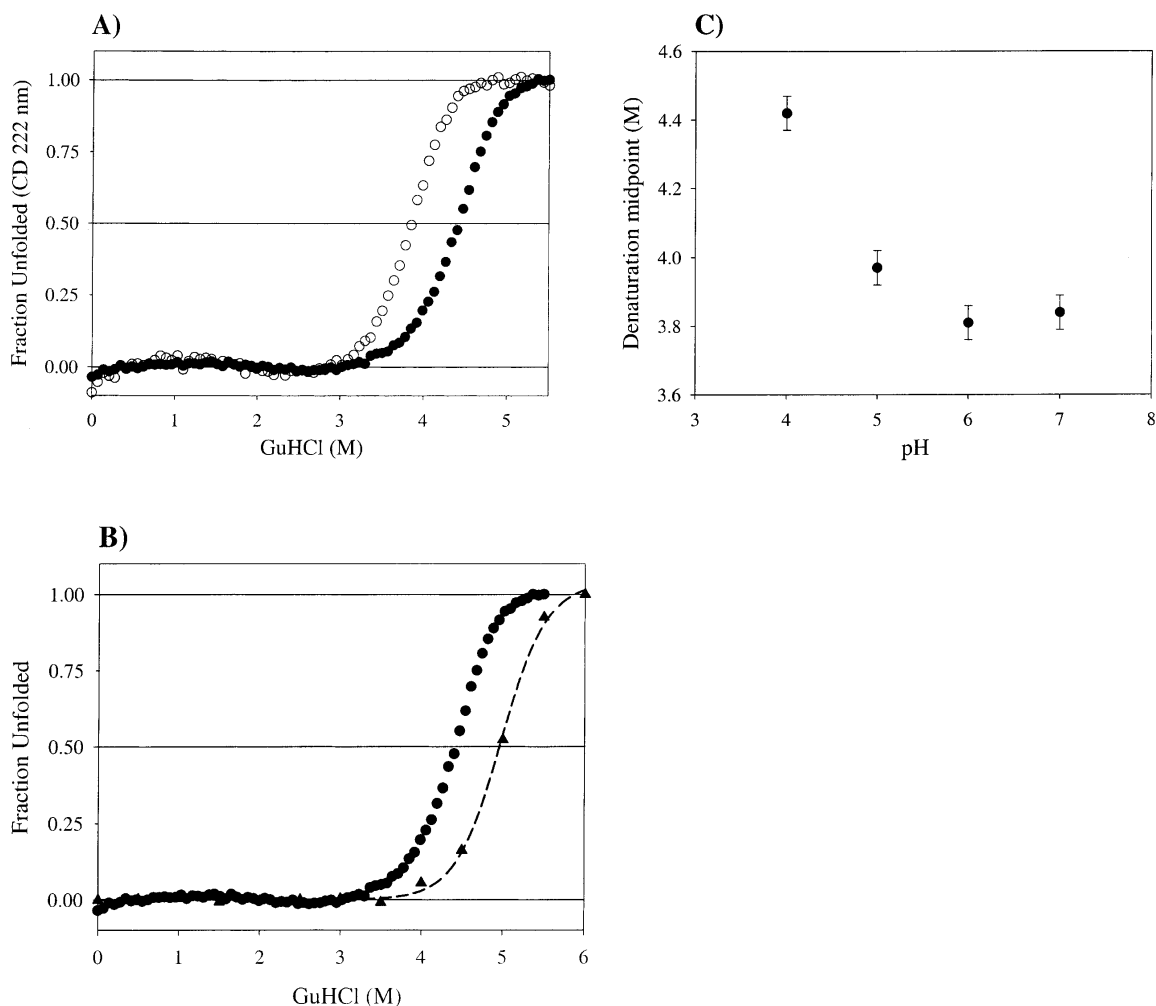 A)
Fraction Unfolded (CD 222 nm)
1.00
0.75
0.50
0.25
0.00
0 1 2 3 4 5
GuHCl (M)
C)
Denaturation midpoint (M)
4.6
4.4
4.2
4.0
3.8
3.6
3 4 5 6 7 8
pH
B)
Fraction Unfolded
1.00
0.75
0.50
0.25
0.00
0 1 2 3 4 5 6
GuHCl (M)